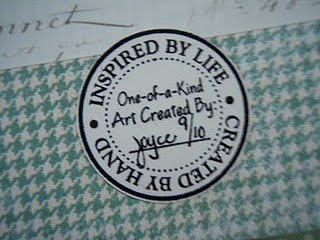 INSPIRED BY LIFE
One-of-a-Kind
Art Created By:
Joyce 9/10
CREATED BY HAND